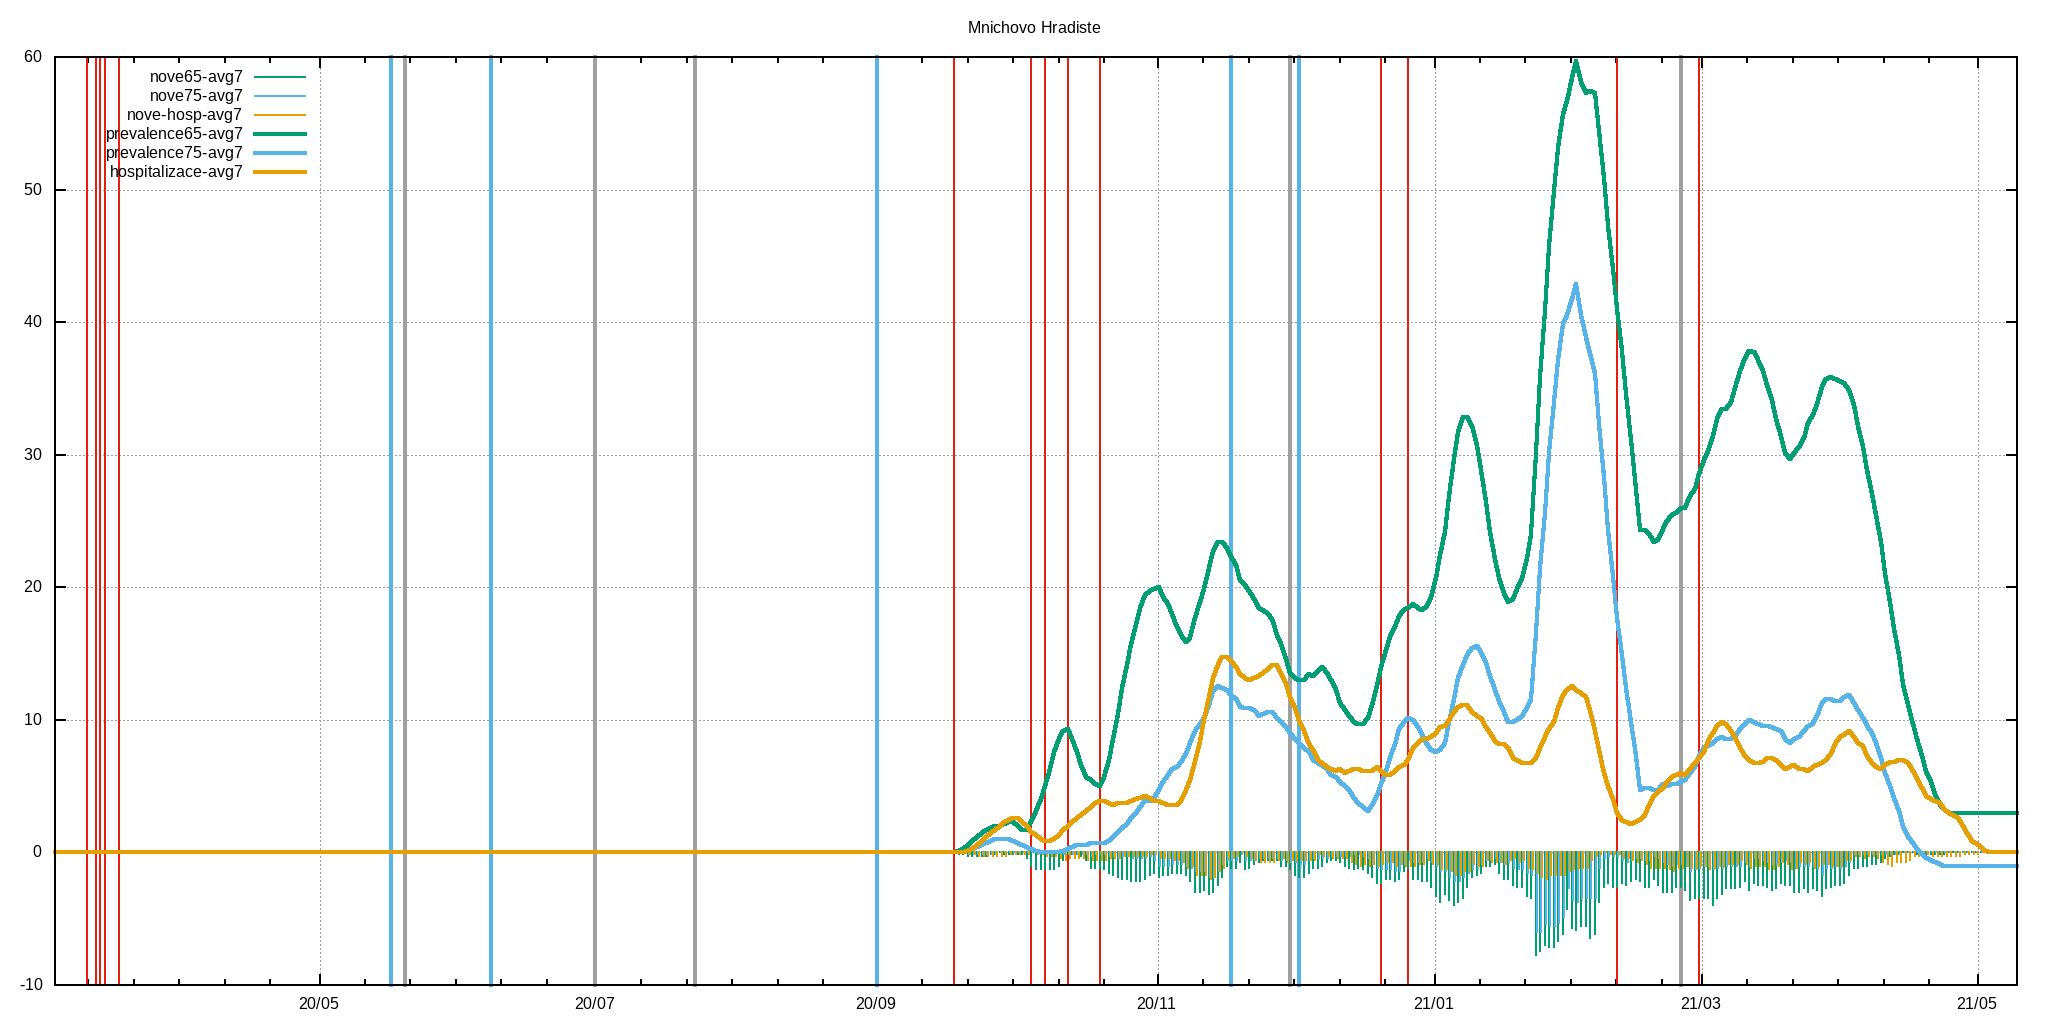 Mnichovo Hradiste
60
50
40
30
20
10
0
-10
nove65-avg7
nove75-avg7
nove-hosp-avg7
prevalence65-avg7
prevalence75-avg7
hospitalizace-avg7
20/05 20/07 20/09 20/11 21/01 21/03 21/05